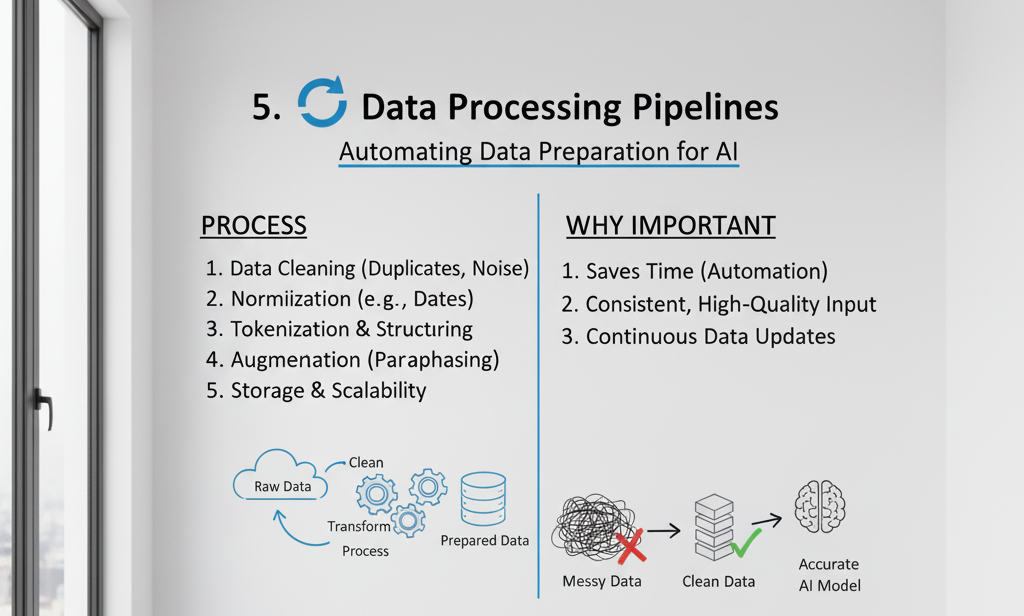 5. Data Processing Pipelines
Automating Data Preparation for AI
PROCESS
1. Data Cleaning (Duplicates, Noise)
2. Normiization (e.g., Dates)
3. Tokenization & Structuring
4. Augmenation (Paraphasing)
5. Storage & Scalability
Raw Data
Clean
Transform
Process
Prepared Data
WHY IMPORTANT
1. Saves Time (Automation)
2. Consistent, High-Quality Input
3. Continuous Data Updates
Messy Data
Clean Data
Accurate
AI Model